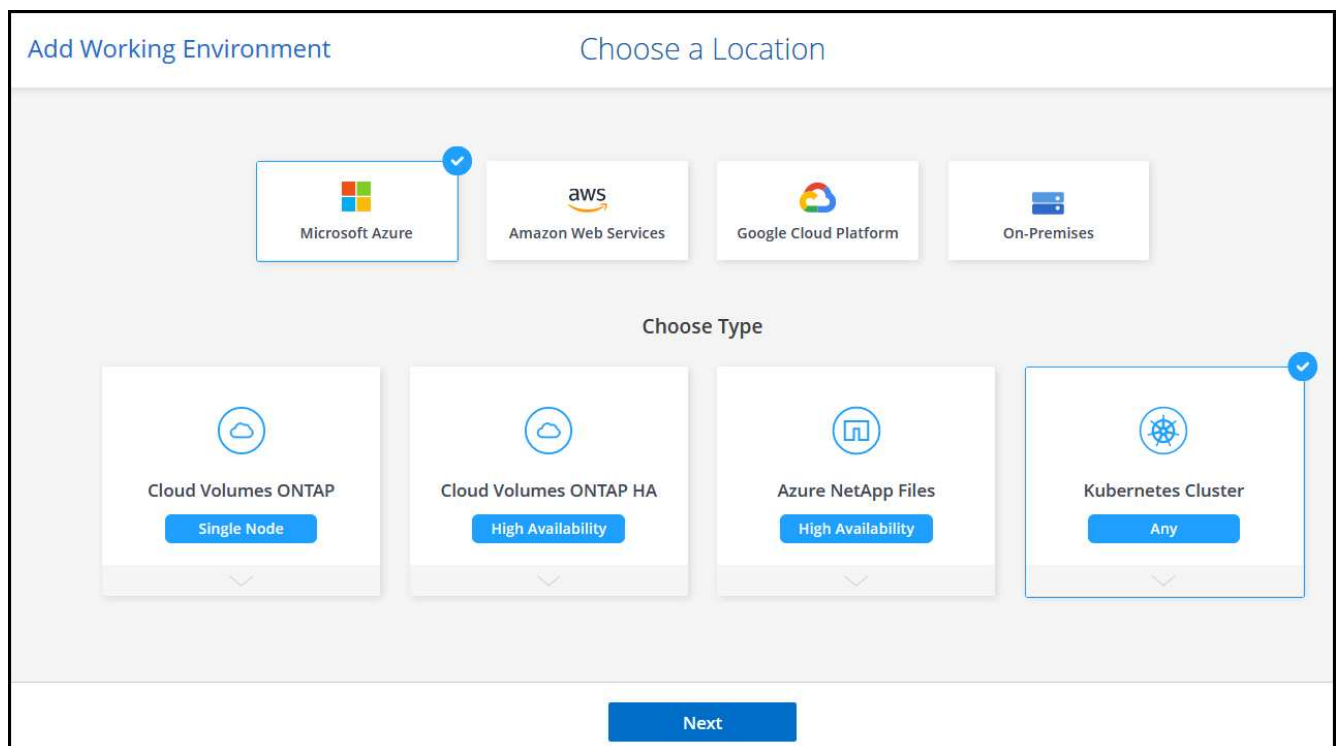 Add Working Environment
Choose a Location
aws
Microsoft Azure
Amazon Web Services
Google Cloud Platform
On-Premises
Choose Type
Cloud Volumes ONTAP
Cloud Volumes ONTAP HA
Azure NetApp Files
Kubernetes Cluster
Single Node
High Availability
High Availability
Any
Next